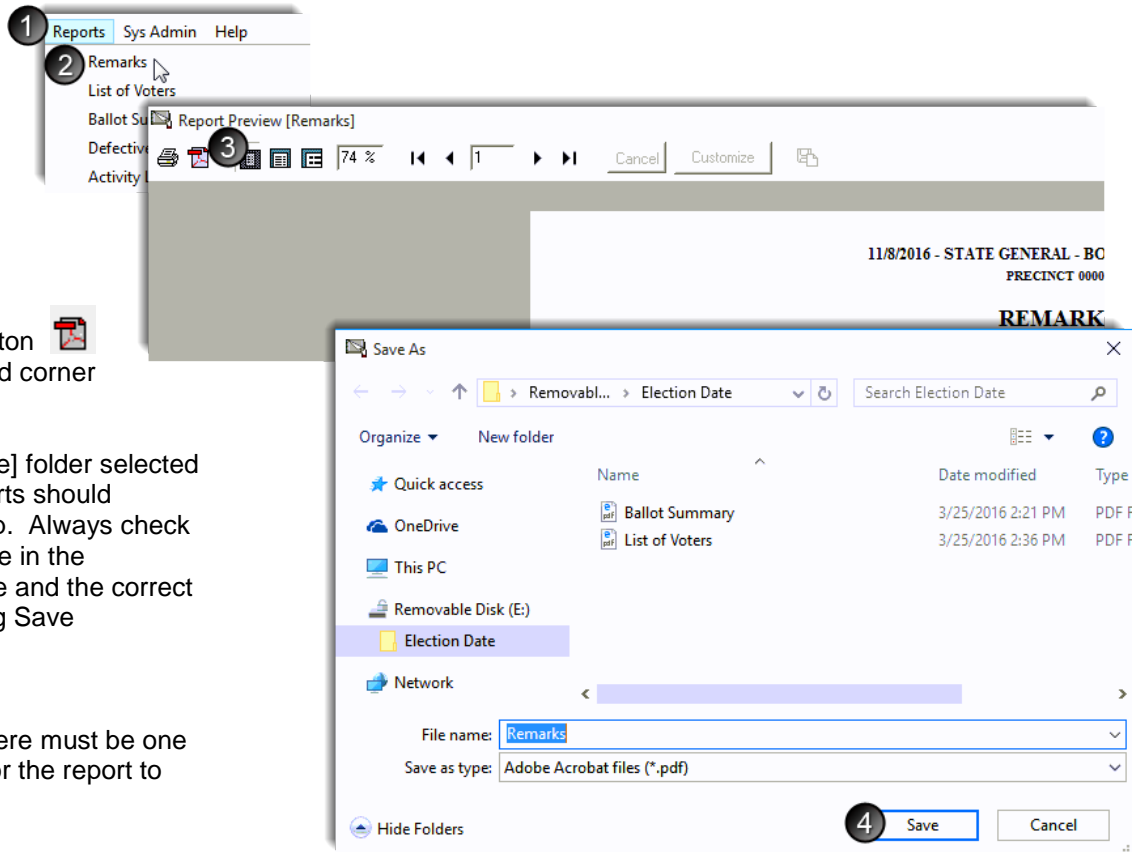 1
Reports Sys Admin Help
2
Remarks
List of Voters
Ballot Su
Defective
Activity L
Report Preview [Remarks]
3
74 % 1 Cancel Customize
11/8/2016 - STATE GENERAL - BO
PRECINCT 0000
REMARK
ton
d corner
e] folder selected
rts should
o. Always check
e in the
e and the correct
g Save
ere must be one
or the report to
Save As
Removabl... > Election Date Search Election Date
Organize New folder
Name Date modified Type
Quick access
Ballot Summary 3/25/2016 2:21 PM PDF F
OneDrive
List of Voters 3/25/2016 2:36 PM PDF F
This PC
Removable Disk (E:)
Election Date
Network
File name: Remarks
Save as type: Adobe Acrobat files (*.pdf)
Hide Folders 4 Save Cancel